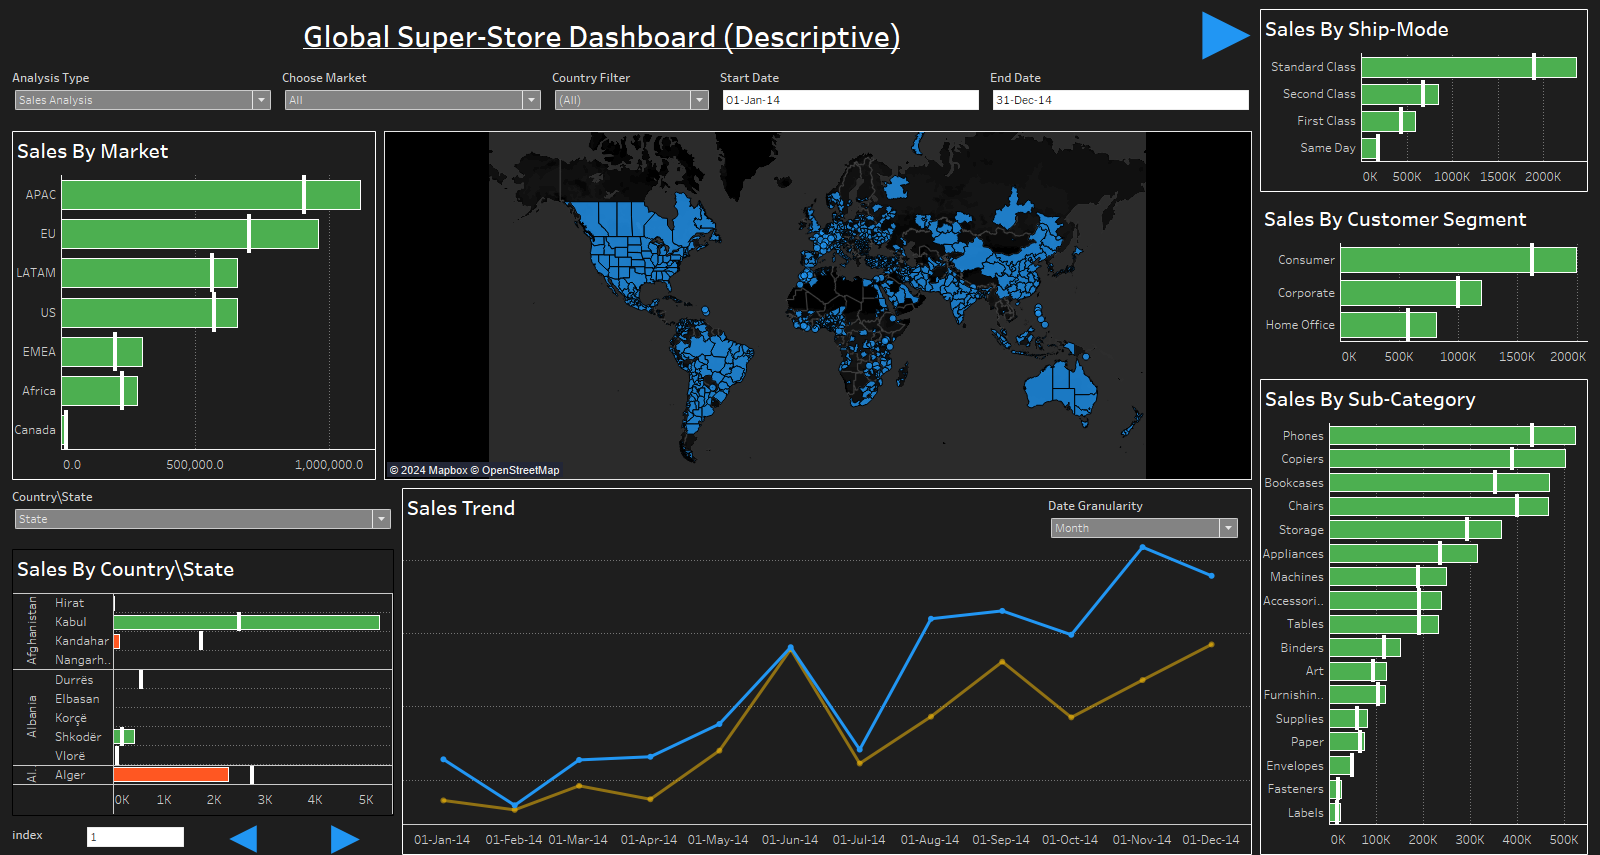 Global Super-Store Dashboard (Descriptive)
Analysis Type
Choose Market
Country Filter
Start Date
End Date
Sales Analysis
All
(All)
01-Jan-14
31-Dec-14
Sales By Market
APAC
EU
LATAM
US
EMEA
Africa
Canada
0.0
500,000.0
1,000,000.0
© 2024 Mapbox © OpenStreetMap
Sales By Ship-Mode
Standard Class
Second Class
First Class
Same Day
0K 500K 1000K 1500K 2000K
Sales By Customer Segment
Consumer
Corporate
Home Office
0K 500K 1000K 1500K 2000K
Sales By Sub-Category
Phones
Copiers
Bookcases
Chairs
Storage
Appliances
Machines
Accessori..
Tables
Binders
Art
Furnishin..
Supplies
Paper
Envelopes
Fasteners
Labels
0K 100K 200K 300K 400K 500K
Country\State
State
Sales By Country\State
Afghanistan
Hirat
Kabul
Kandahar
Nangarh..
Albania
Durrës
Elbasan
Korçë
Shkodër
Vlorë
Al..
Alger
0K 1K 2K 3K 4K 5K
index
1
Sales Trend
Date Granularity
Month
01-Jan-14 01-Feb-14 01-Mar-14 01-Apr-14 01-May-14 01-Jun-14 01-Jul-14 01-Aug-14 01-Sep-14 01-Oct-14 01-Nov-14 01-Dec-14